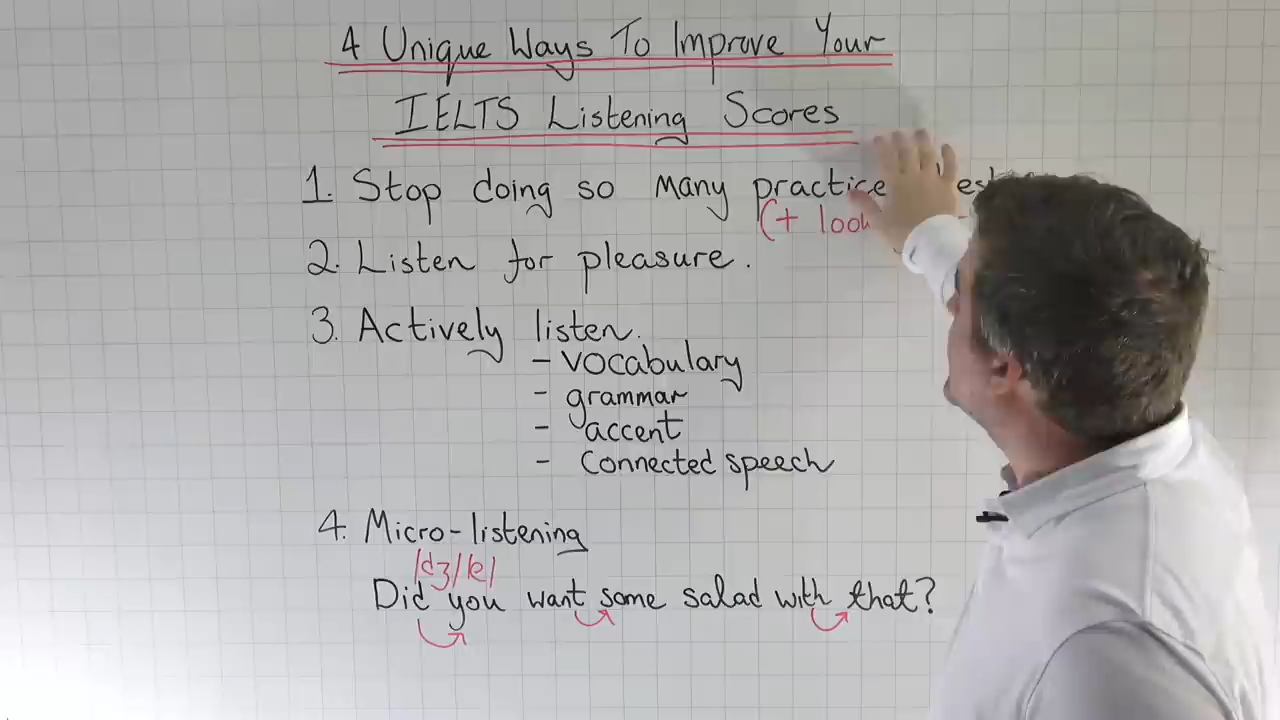 4 Unique Ways To Improve Your
IELTS Listening Scores
1. Stop doing so many practice
(+
2. Listen for pleasure.
3. Actively listen.
- vocabulary
- grammar
- accent
- connected speech
4. Micro-listening
/dʒ/e/
Did you want some salad with that?